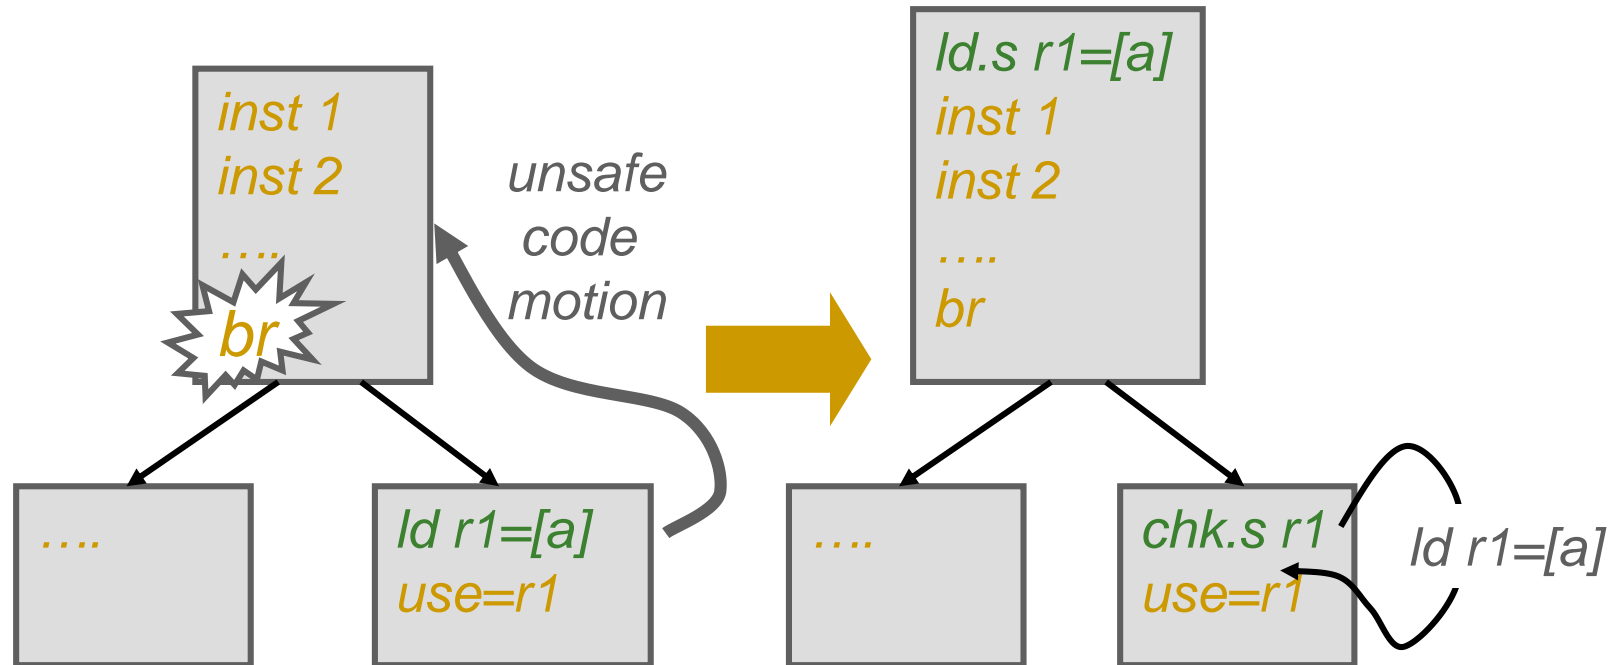 inst 1
inst 2
....
br
....
ld r1=[a]
use=r1
unsafe
code
motion
ld.s r1=[a]
inst 1
inst 2
....
br
....
chk.s r1
use=r1
ld r1=[a]